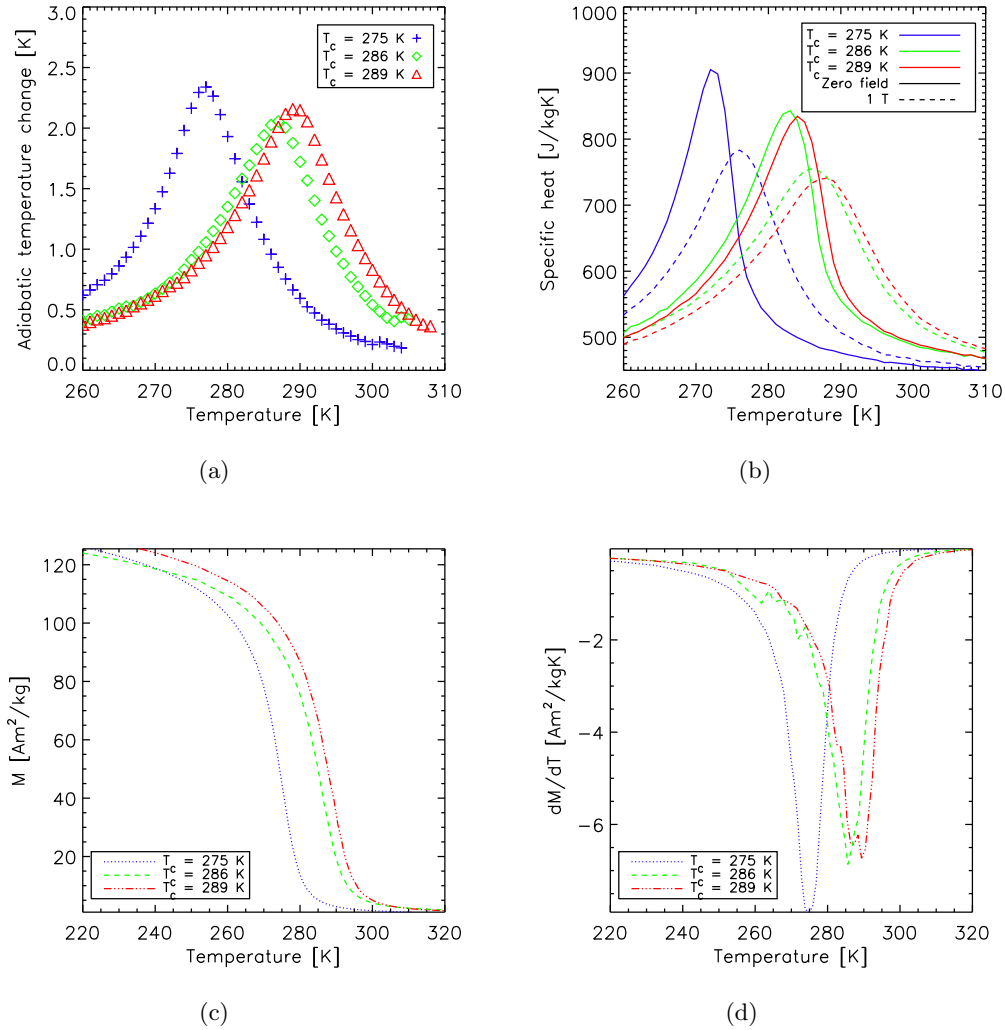 Adiabatic temperature change [K]
3.0
2.5
2.0
1.5
1.0
0.5
0.0
T_c = 275 K
T_c = 286 K
T_c = 289 K
260 270 280 290 300 310
Temperature [K]
(a)
Specific heat [J/kgK]
900
800
700
600
500
T_c = 275 K
T_c = 286 K
T_c = 289 K
Zero field
1 T
260 270 280 290 300 310
Temperature [K]
(b)
M [Am²/kg]
120
100
80
60
40
20
T_c = 275 K
T_c = 286 K
T_c = 289 K
220 240 260 280 300 320
Temperature [K]
(c)
dM/dT [Am²/kgK]
-2
-4
-6
T_c = 275 K
T_c = 286 K
T_c = 289 K
220 240 260 280 300 320
Temperature [K]
(d)